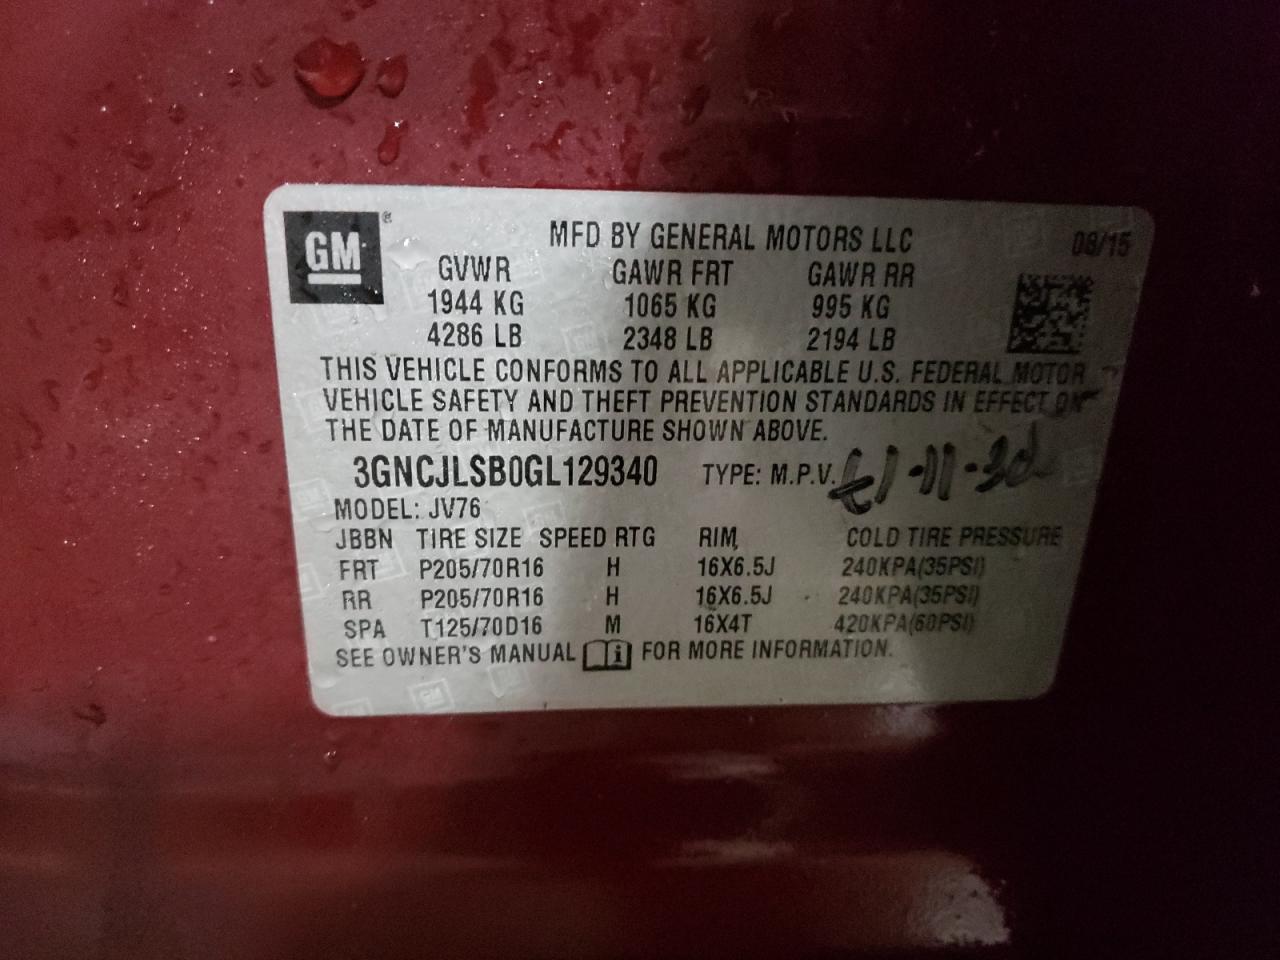 GM ®
MFD BY GENERAL MOTORS LLC 08/15
GVWR GAWR FRT GAWR RR
1944 KG 1065 KG 995 KG
4286 LB 2348 LB 2194 LB
THIS VEHICLE CONFORMS TO ALL APPLICABLE U.S. FEDERAL MOTOR
VEHICLE SAFETY AND THEFT PREVENTION STANDARDS IN EFFECT ON
THE DATE OF MANUFACTURE SHOWN ABOVE.
3GNCJLSB0GL129340 TYPE: M.P.V.
MODEL: JV76
JBBN TIRE SIZE SPEED RTG RIM COLD TIRE PRESSURE
FRT P205/70R16 H 16X6.5J 240KPA(35PSI)
RR P205/70R16 H 16X6.5J 240KPA(35PSI)
SPA T125/70D16 M 16X4T 420KPA(60PSI)
SEE OWNER'S MANUAL FOR MORE INFORMATION.